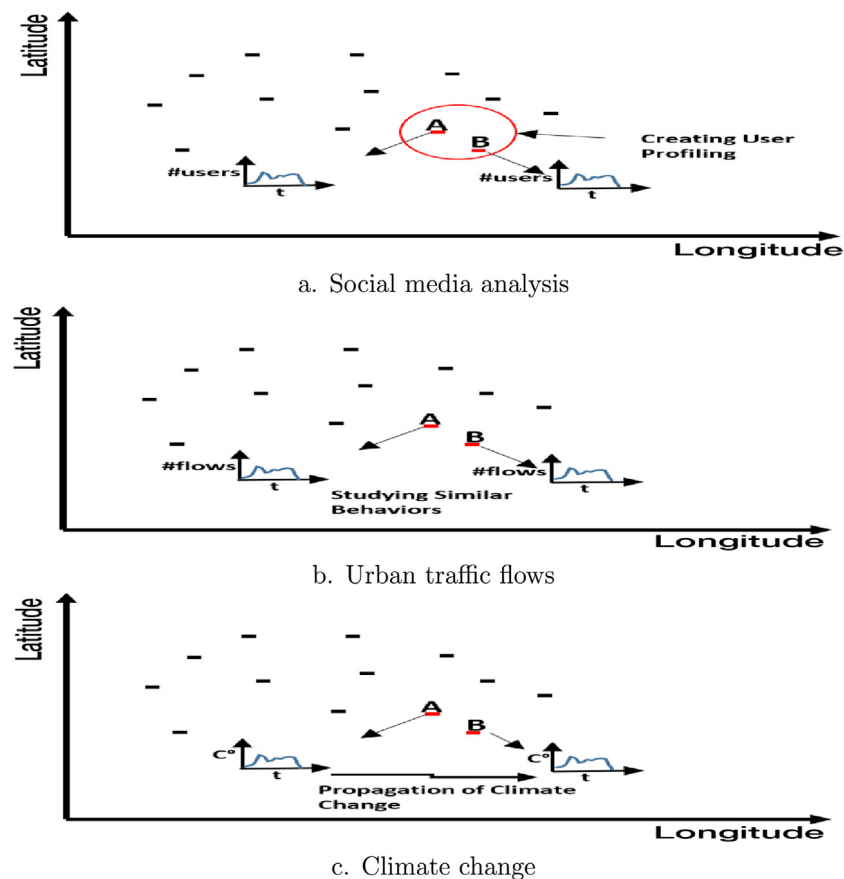 Latitude
A
B
Creating User
Profiling
#users
t
#users
t
Longitude
a. Social media analysis
Latitude
A
B
#flows
t
#flows
t
Studying Similar
Behaviors
Longitude
b. Urban traffic flows
Latitude
A
B
C°
t
C°
t
Propagation of Climate
Change
Longitude
c. Climate change